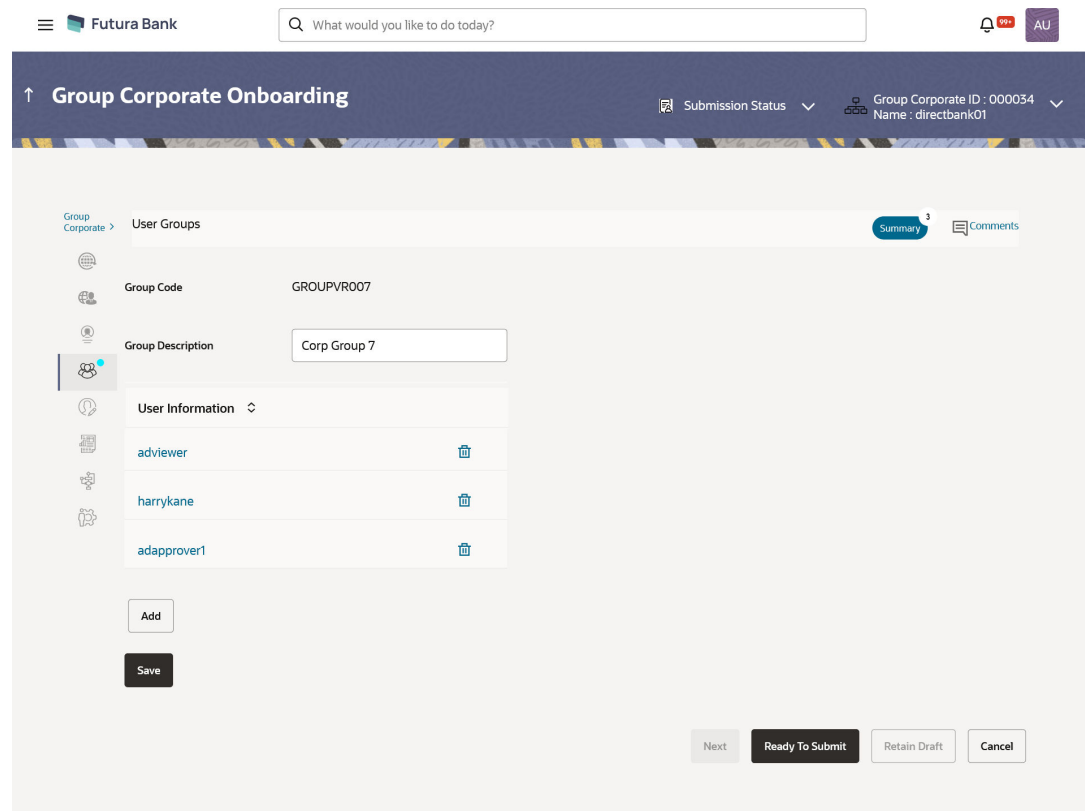 Futura Bank
What would you like to do today?
99+
AU
Group Corporate Onboarding
Submission Status
Group Corporate ID : 000034
Name : directbank01
Group
Corporate
User Groups
Summary
3
Comments
Group Code
GROUPVR007
Group Description
Corp Group 7
User Information
adviewer
harrykane
adapprover1
Add
Save
Next
Ready To Submit
Retain Draft
Cancel